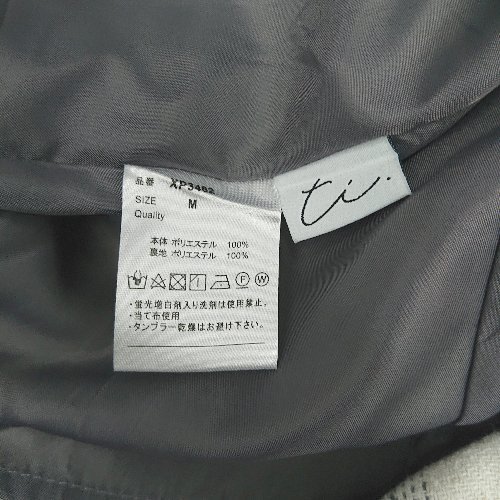 品番 XP3402
SIZE M
Quality
本体 ポリエステル 100%
裏地 ポリエステル 100%
F W
・蛍光増白剤入り洗剤は使用禁止。
・当て布使用
・タンブラー乾燥はお避け下さい。
ti.